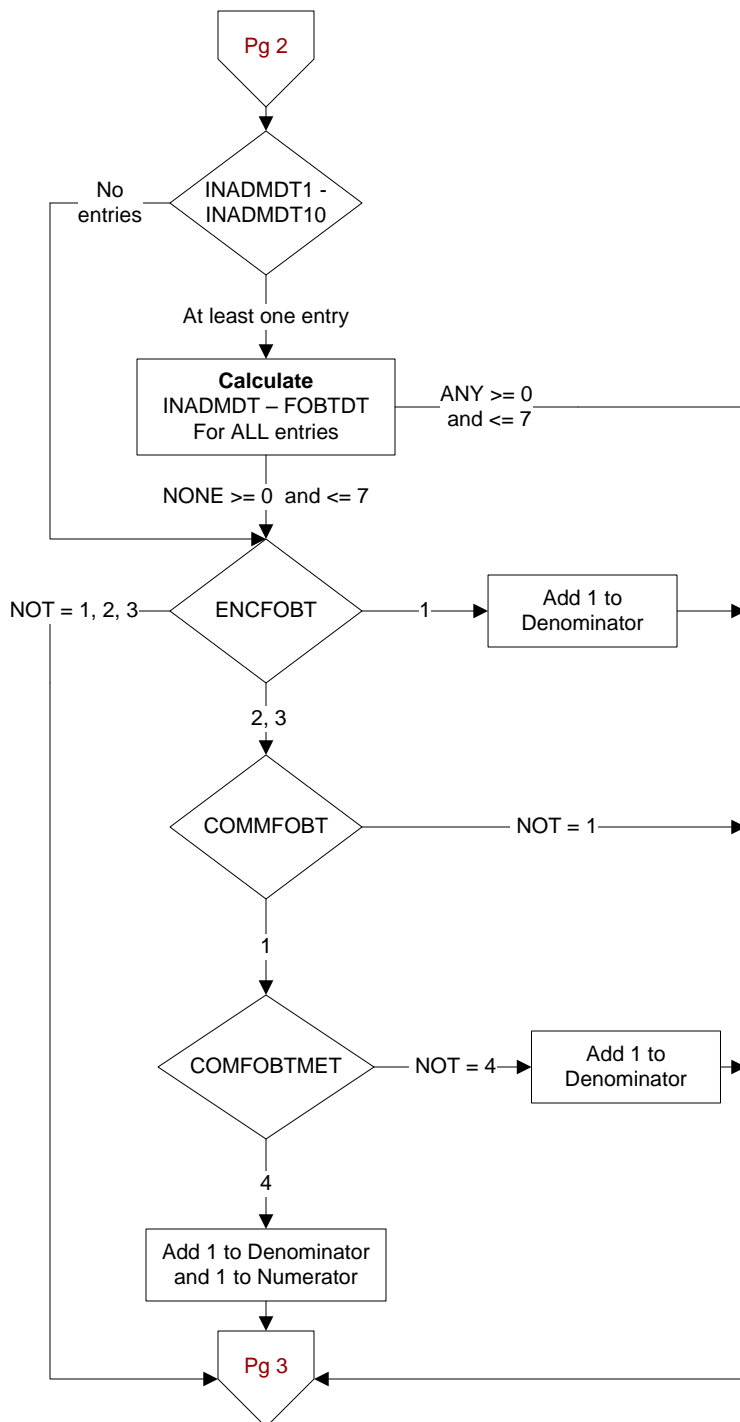 Pg 2
No
entries
INADMDT1 -
INADMDT10
At least one entry
Calculate
INADMDT – FOBTDT
For ALL entries
ANY >= 0
and <= 7
NONE >= 0 and <= 7
NOT = 1, 2, 3
ENCFOBT
1
Add 1 to
Denominator
2, 3
COMMFOBT
NOT = 1
1
COMFOBTMET
NOT = 4
Add 1 to
Denominator
4
Add 1 to Denominator
and 1 to Numerator
Pg 3